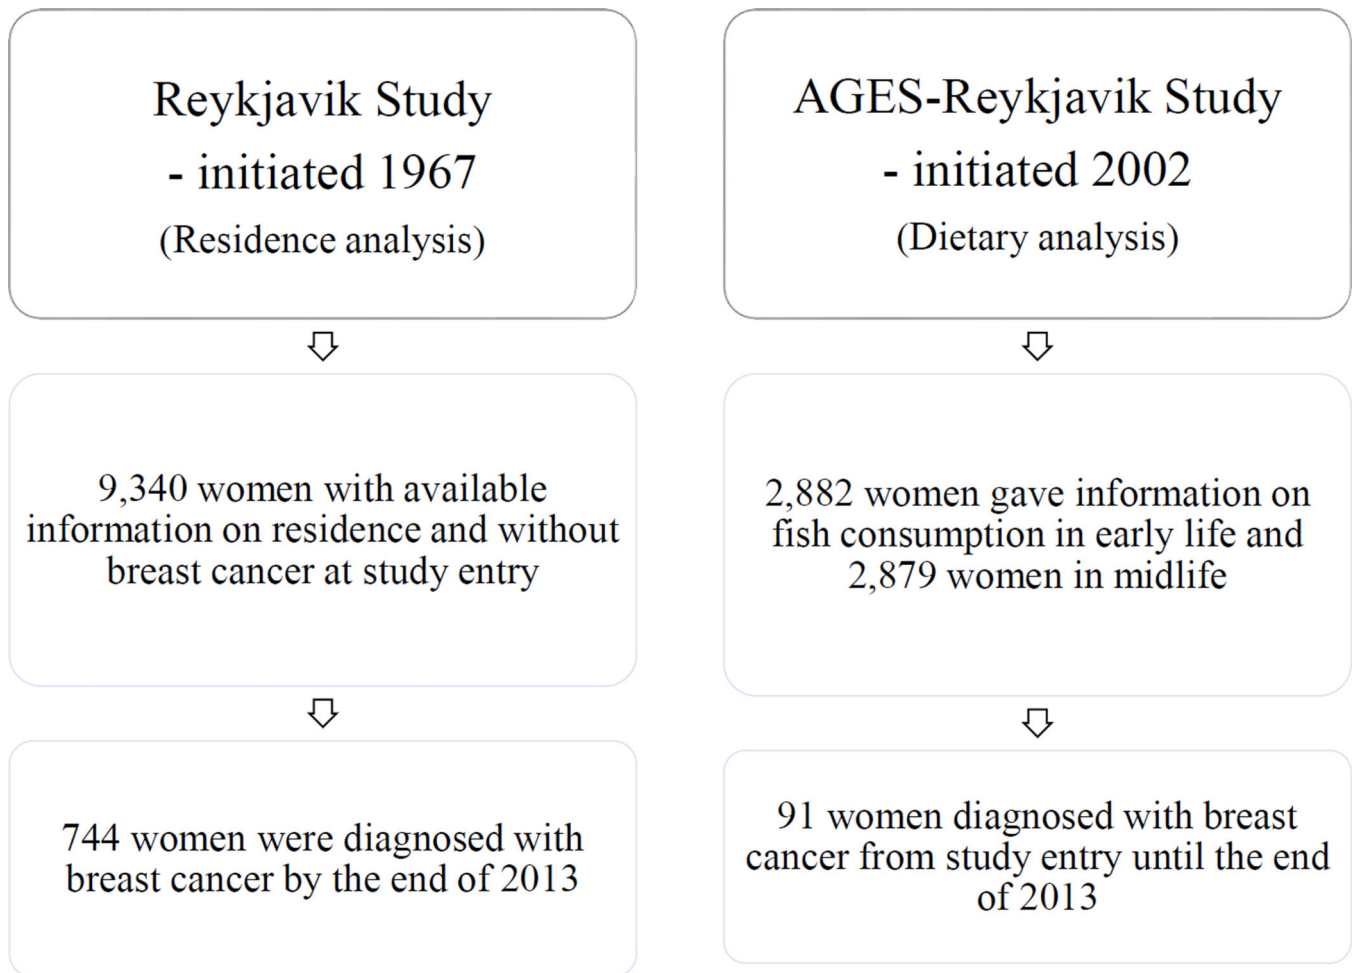 Reykjavik Study
- initiated 1967
(Residence analysis)
9,340 women with available
information on residence and without
breast cancer at study entry
744 women were diagnosed with
breast cancer by the end of 2013
AGES-Reykjavik Study
- initiated 2002
(Dietary analysis)
2,882 women gave information on
fish consumption in early life and
2,879 women in midlife
91 women diagnosed with breast
cancer from study entry until the end
of 2013